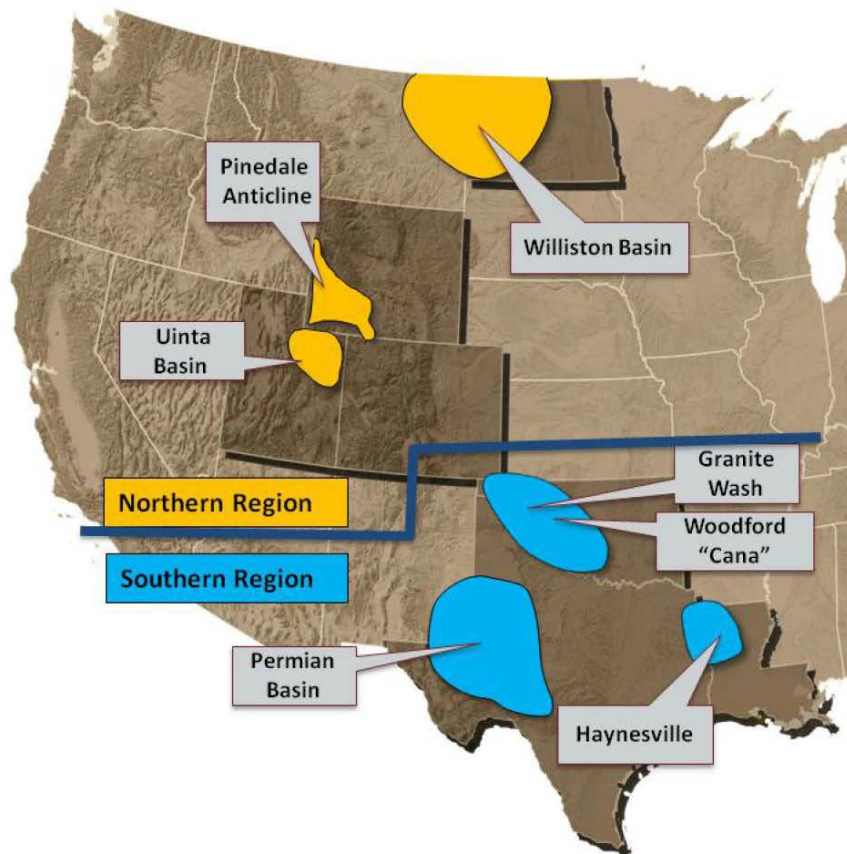 Pinedale
Anticline
Williston Basin
Uinta
Basin
Granite
Wash
Northern Region
Woodford
“Cana”
Southern Region
Permian
Basin
Haynesville